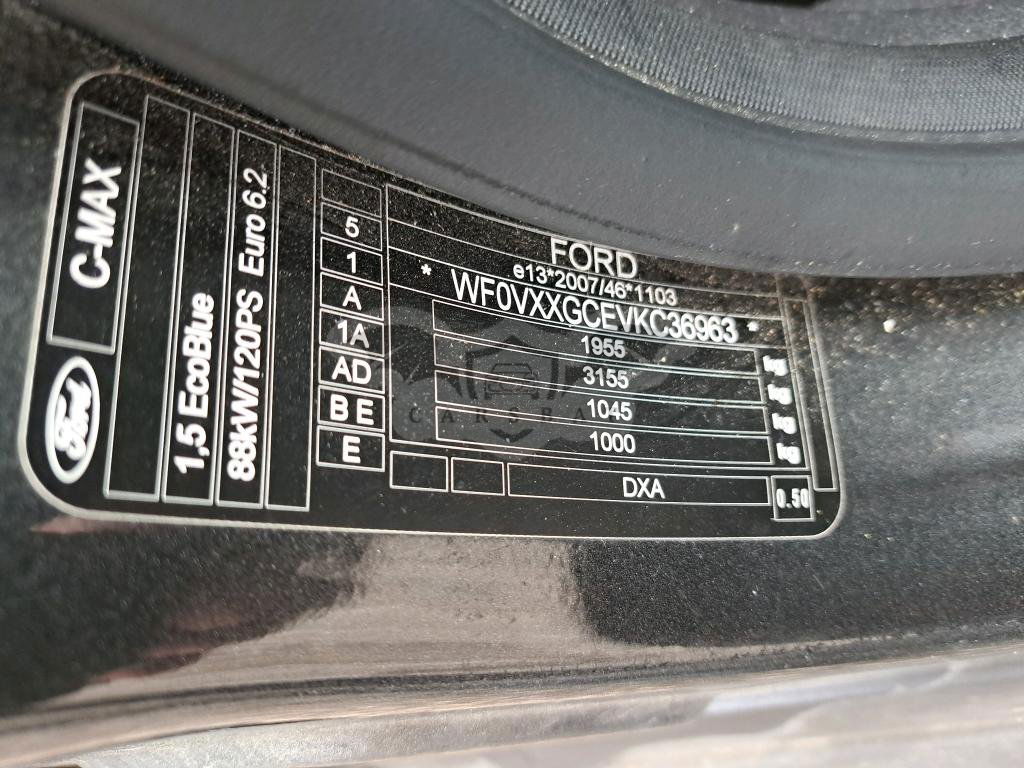 Ford
C-MAX
1,5 EcoBlue
88kW/120PS Euro 6.2
5
1
A
1A
AD
B E
E
FORD
e13*2007/46*1103
* WF0VXXGCEVKC36963 *
1955 kg
3155 kg
1045 kg
1000 kg
DXA
0.50